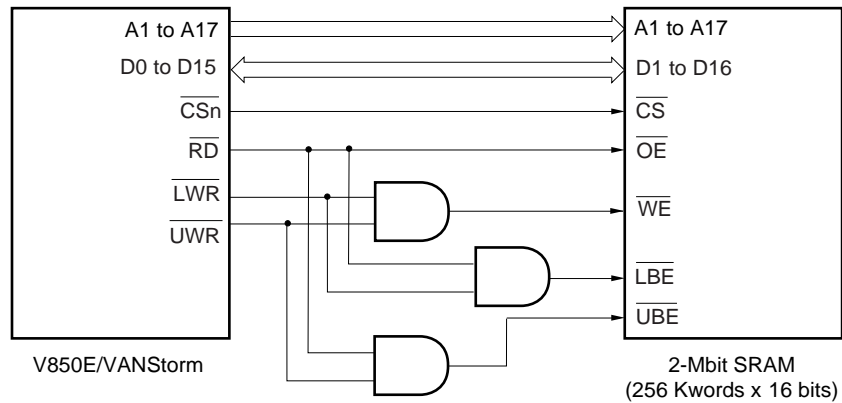 A1 to A17
D0 to D15
CSn
RD
LWR
UWR
A1 to A17
D1 to D16
CS
OE
WE
LBE
UBE
V850E/VANStorm
2-Mbit SRAM
(256 Kwords x 16 bits)